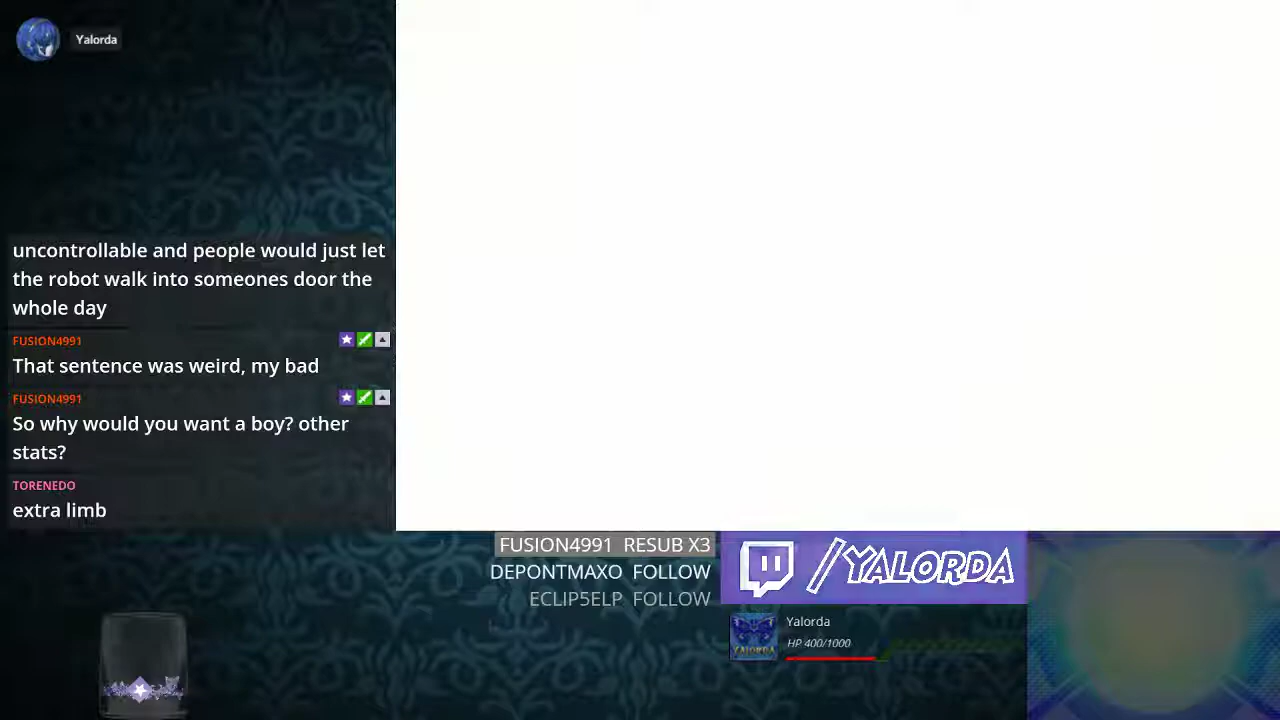 Yalorda
uncontrollable and people would just let
the robot walk into someones door the
whole day
FUSION4991
That sentence was weird, my bad
FUSION4991
So why would you want a boy? other
stats?
TORENEDO
extra limb
FUSION4991 RESUB X3
DEPONTMAXO FOLLOW
ECLIP5ELP FOLLOW
/YALORDA
Yalorda
HP 400/1000
YALORDA